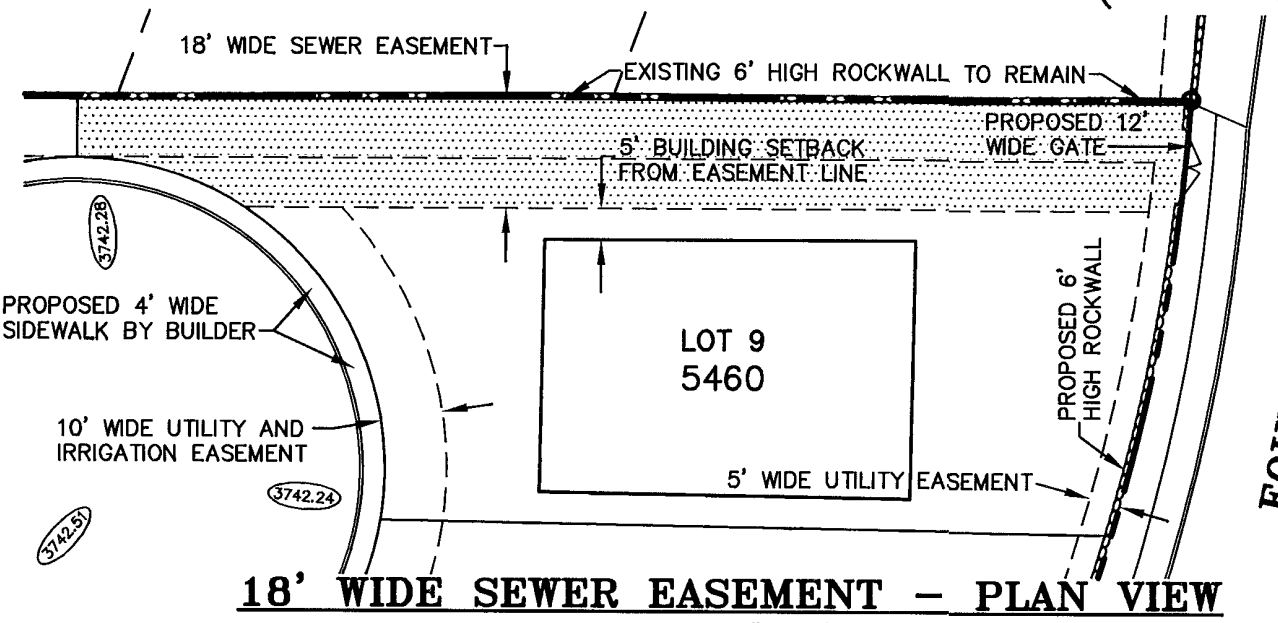 18' WIDE SEWER EASEMENT
EXISTING 6' HIGH ROCKWALL TO REMAIN
PROPOSED 12'
WIDE GATE
5' BUILDING SETBACK
FROM EASEMENT LINE
3742.28
PROPOSED 4' WIDE
SIDEWALK BY BUILDER
LOT 9
5460
PROPOSED 6'
HIGH ROCKWALL
10' WIDE UTILITY AND
IRRIGATION EASEMENT
5' WIDE UTILITY EASEMENT
3742.24
3742.51
18' WIDE SEWER EASEMENT – PLAN VIEW